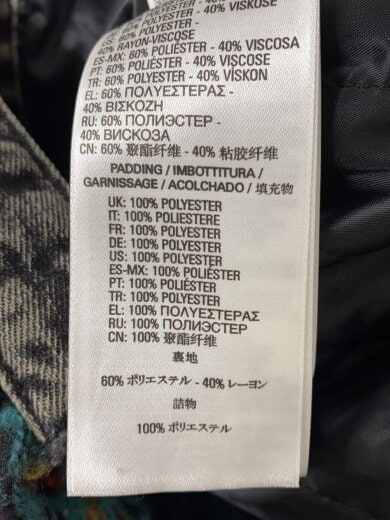 40% RAYON-VISCOSE
ES-MX: 60% POLIÉSTER - 40% VISCOSA
PT: 60% POLIÉSTER - 40% VISCOSE
TR: 60% POLYESTER - 40% VİSKON
EL: 60% ΠΟΛΥΕΣΤΕΡΑΣ -
40% ΒΙΣΚΟΖΗ
RU: 60% ПОЛИЭСТЕР -
40% ВИСКОЗА
CN: 60% 聚酯纤维 - 40% 粘胶纤维
PADDING / IMBOTTITURA /
GARNISSAGE / ACOLCHADO / 填充物
UK: 100% POLYESTER
IT: 100% POLIESTERE
FR: 100% POLYESTER
DE: 100% POLYESTER
US: 100% POLYESTER
ES-MX: 100% POLIÉSTER
PT: 100% POLIÉSTER
TR: 100% POLYESTER
EL: 100% ΠΟΛΥΕΣΤΕΡΑΣ
RU: 100% ПОЛИЭСТЕР
CN: 100% 聚酯纤维
裏地
60% ポリエステル - 40% レーヨン
詰物
100% ポリエステル